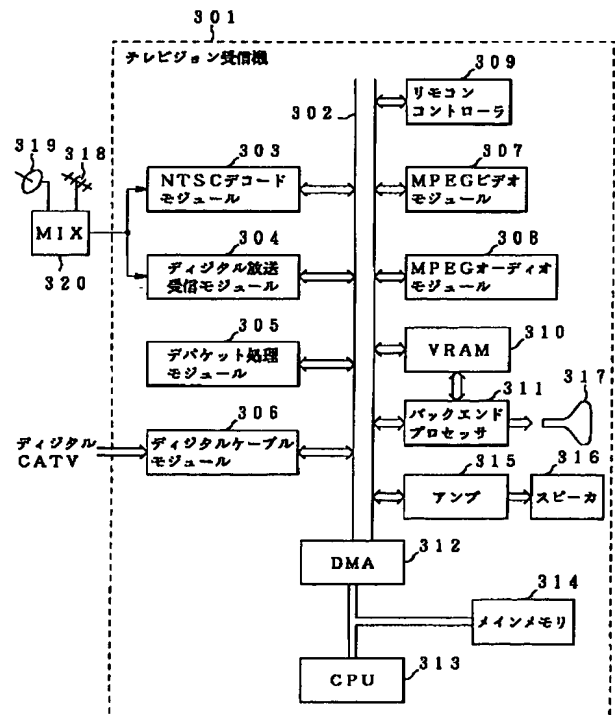 301
テレビジョン受信機
302
309
リモコン
コントローラ
319
318
MIX
320
303
NTSCデコード
モジュール
307
MPEGビデオ
モジュール
304
ディジタル放送
受信モジュール
308
MPEGオーディオ
モジュール
305
デパケット処理
モジュール
310
VRAM
306
ディジタルケーブル
モジュール
ディジタル
CATV
311
バックエンド
プロセッサ
317
315
アンプ
316
スピーカ
DMA
312
314
メインメモリ
CPU
313